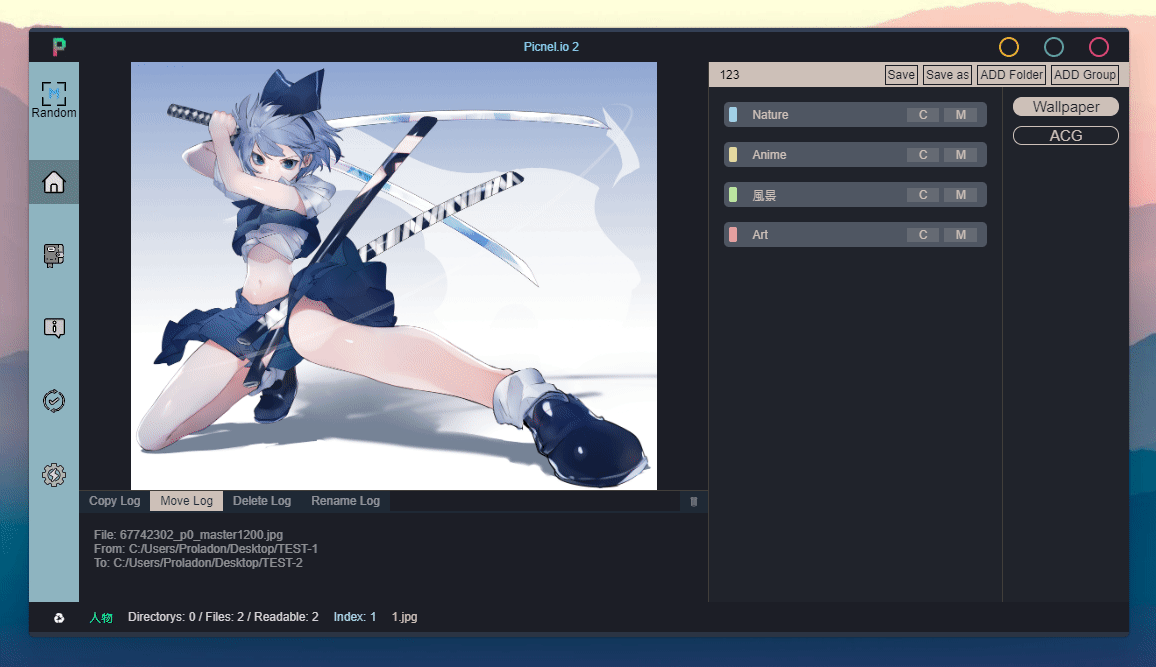 P
Picnel.io 2
Random
123
Save
Save as
ADD Folder
ADD Group
Nature
C
M
Anime
C
M
風景
C
M
Art
C
M
Wallpaper
ACG
Copy Log
Move Log
Delete Log
Rename Log
File: 67742302_p0_master1200.jpg
From: C:/Users/Proladon/Desktop/TEST-1
To: C:/Users/Proladon/Desktop/TEST-2
人物
Directorys: 0 / Files: 2 / Readable: 2
Index: 1
1.jpg